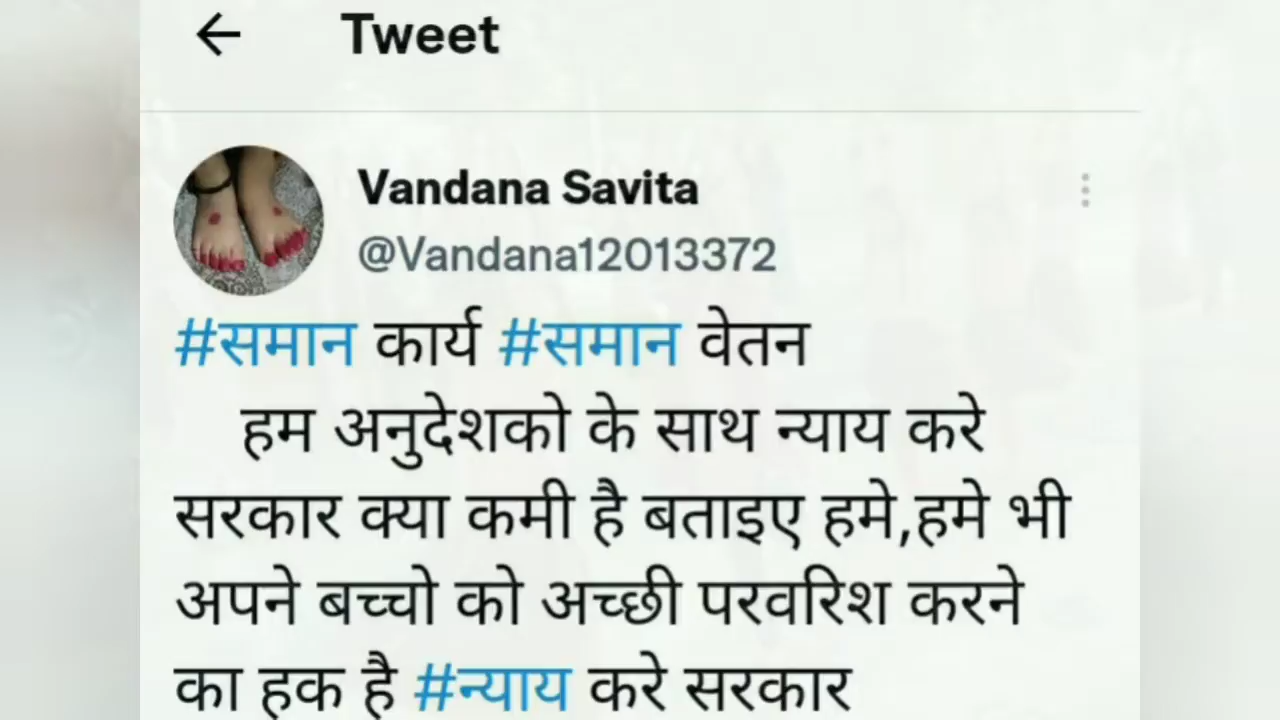 Tweet
Vandana Savita
@Vandana12013372
#समान कार्य #समान वेतन
हम अनुदेशको के साथ न्याय करे
सरकार क्या कमी है बताइए हमे,हमे भी
अपने बच्चो को अच्छी परवरिश करने
का हक है #न्याय करे सरकार